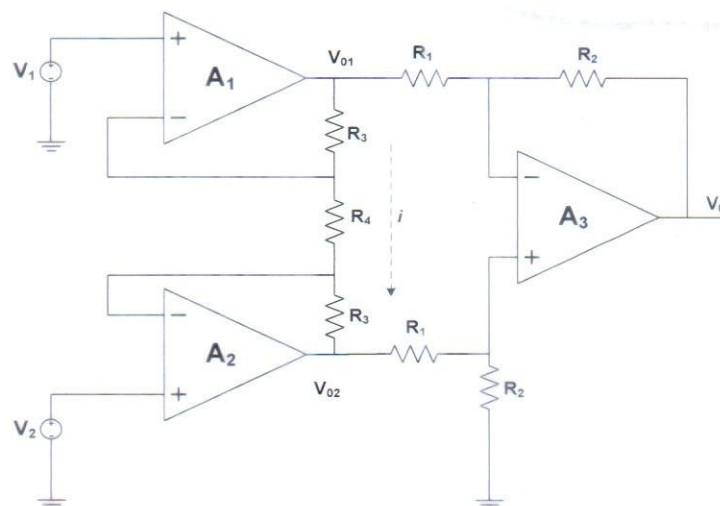 +
V₁
A₁
−
V₀₁
R₁
R₂
R₃
−
A₃
+
R₄
i
−
A₂
+
R₃
R₁
V₀₂
R₂
V₂